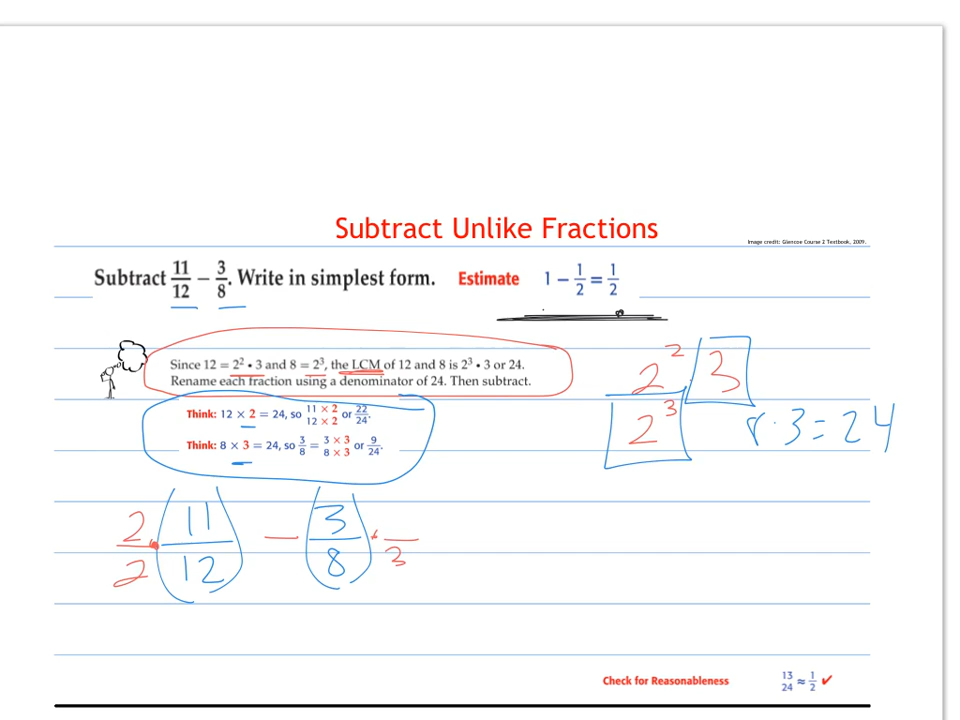 Subtract Unlike Fractions
Image credit: Glencoe Course 2 Textbook, 2009.
Subtract 11/12 − 3/8. Write in simplest form. Estimate 1 − 1/2 = 1/2
Since 12 = 2² • 3 and 8 = 2³, the LCM of 12 and 8 is 2³ • 3 or 24.
Rename each fraction using a denominator of 24. Then subtract.
Think: 12 × 2 = 24, so 11 × 2/12 × 2 or 22/24.
Think: 8 × 3 = 24, so 3/8 = 3 × 3/8 × 3 or 9/24.
2² · 3
2³
8 · 3 = 24
2/2 · (11/12) − (3/8) · /3
Check for Reasonableness 13/24 ≈ 1/2 ✔